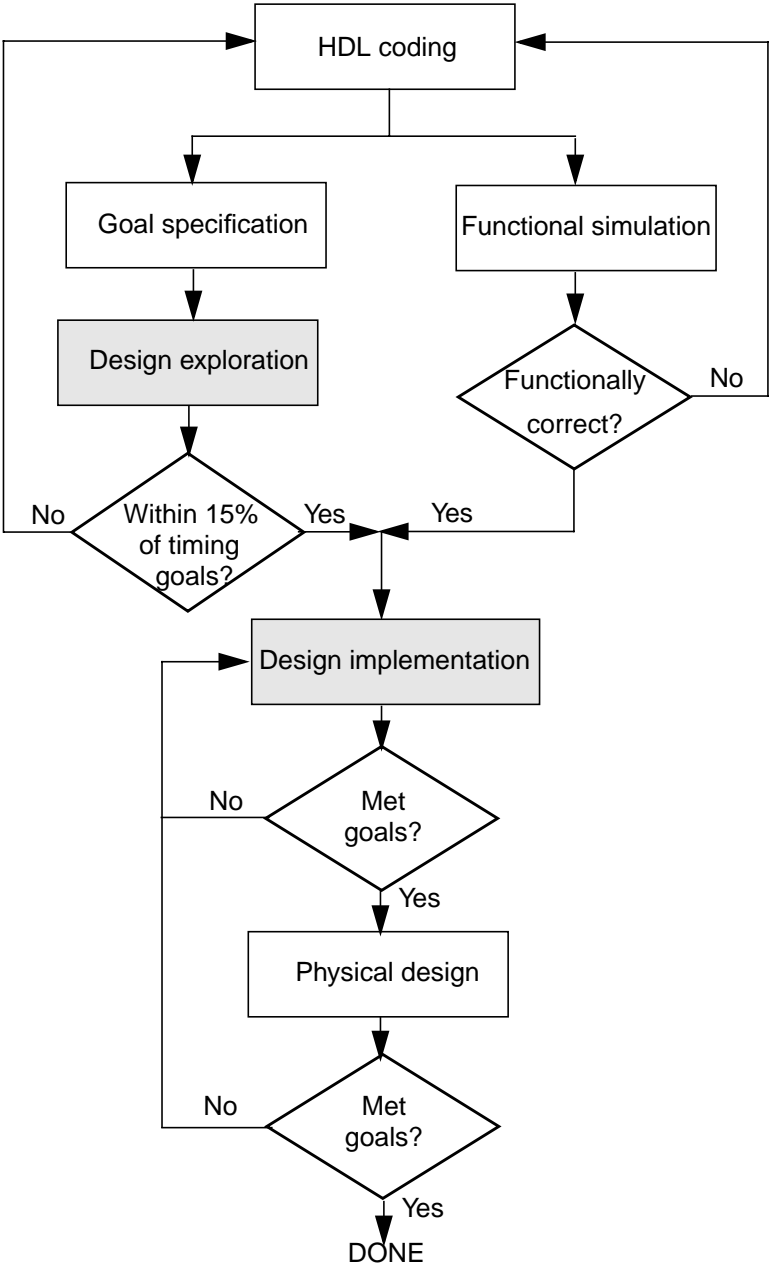 HDL coding
Goal specification
Functional simulation
Design exploration
Functionally
correct?
No
No
Within 15%
of timing
goals?
Yes
Yes
Design implementation
No
Met
goals?
Yes
Physical design
No
Met
goals?
Yes
DONE